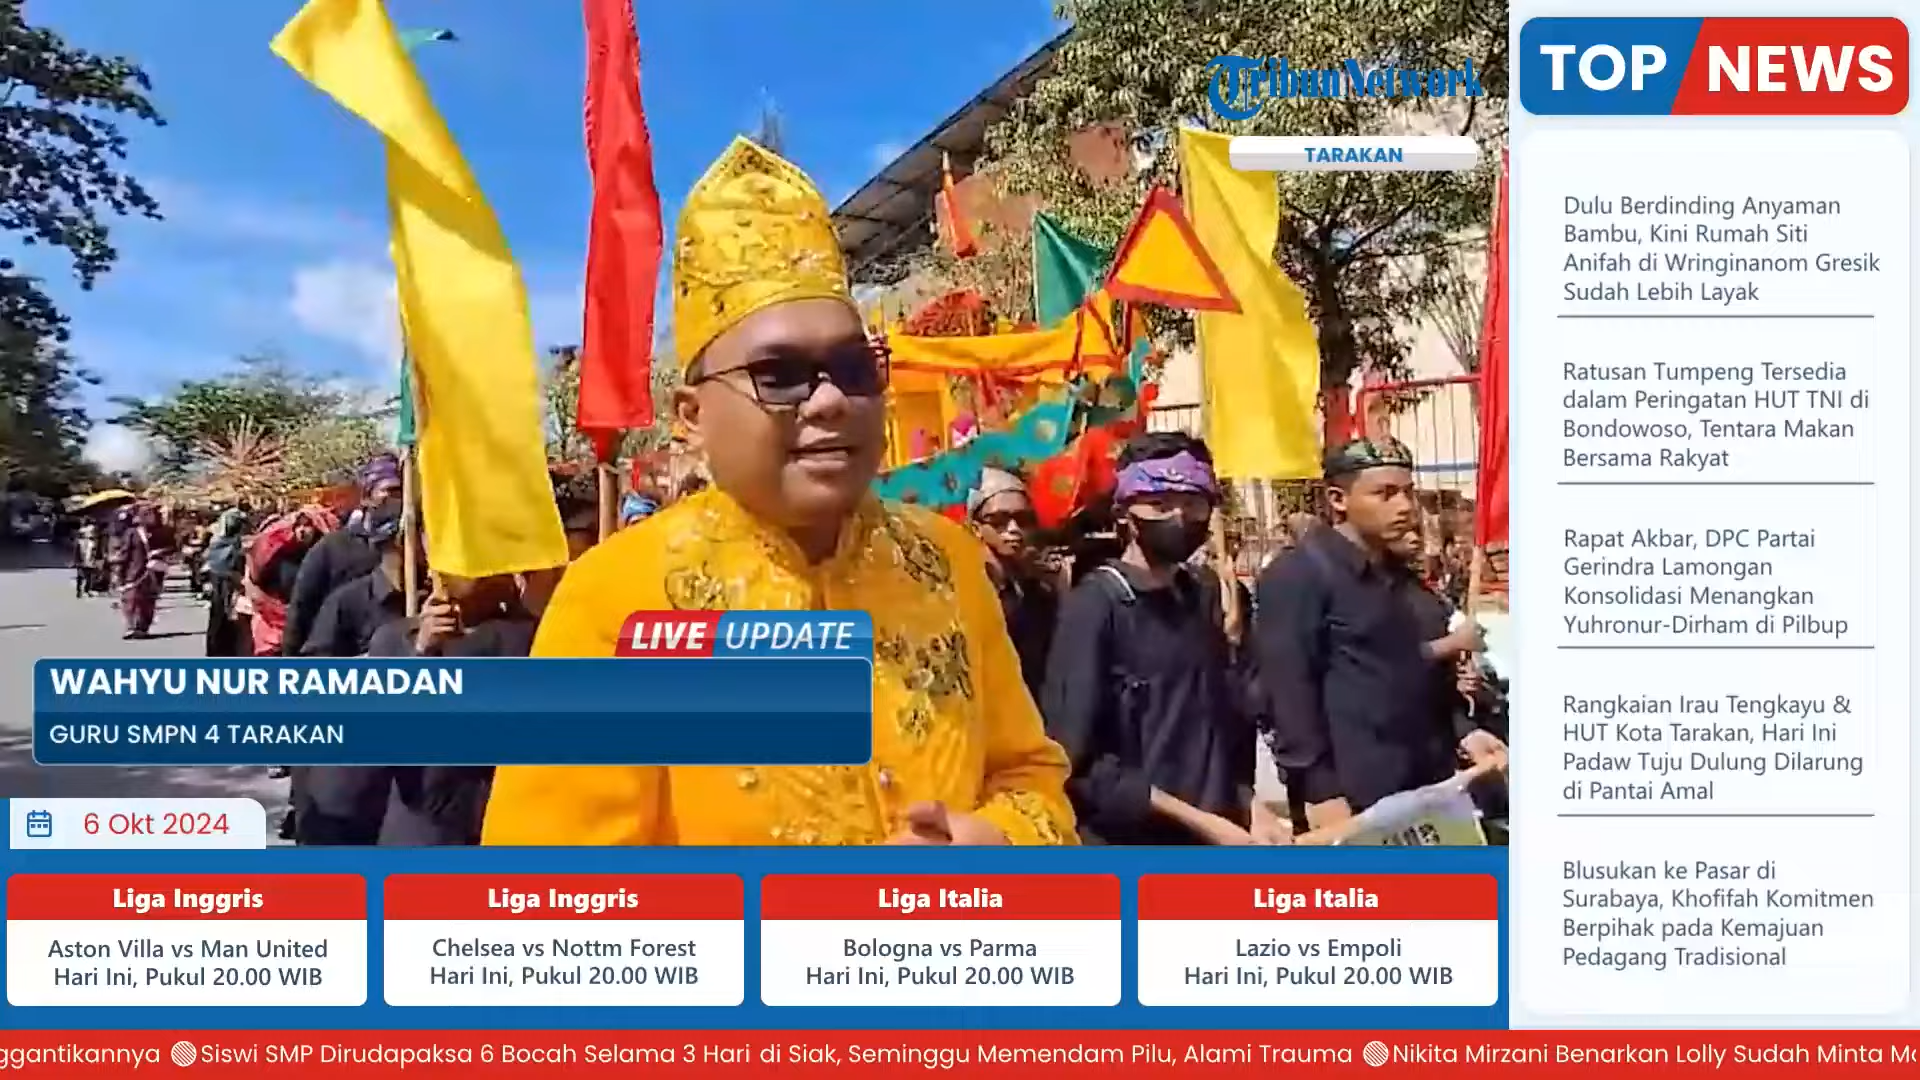 TribunNetwork
TARAKAN
LIVE UPDATE
WAHYU NUR RAMADAN
GURU SMPN 4 TARAKAN
6 Okt 2024
TOP NEWS
Dulu Berdinding Anyaman
Bambu, Kini Rumah Siti
Anifah di Wringinanom Gresik
Sudah Lebih Layak
Ratusan Tumpeng Tersedia
dalam Peringatan HUT TNI di
Bondowoso, Tentara Makan
Bersama Rakyat
Rapat Akbar, DPC Partai
Gerindra Lamongan
Konsolidasi Menangkan
Yuhronur-Dirham di Pilbup
Rangkaian Irau Tengkayu &
HUT Kota Tarakan, Hari Ini
Padaw Tuju Dulung Dilarung
di Pantai Amal
Blusukan ke Pasar di
Surabaya, Khofifah Komitmen
Berpihak pada Kemajuan
Pedagang Tradisional
Liga Inggris
Aston Villa vs Man United
Hari Ini, Pukul 20.00 WIB
Liga Inggris
Chelsea vs Nottm Forest
Hari Ini, Pukul 20.00 WIB
Liga Italia
Bologna vs Parma
Hari Ini, Pukul 20.00 WIB
Liga Italia
Lazio vs Empoli
Hari Ini, Pukul 20.00 WIB
ggantikannya Siswi SMP Dirudapaksa 6 Bocah Selama 3 Hari di Siak, Seminggu Memendam Pilu, Alami Trauma Nikita Mirzani Benarkan Lolly Sudah Minta